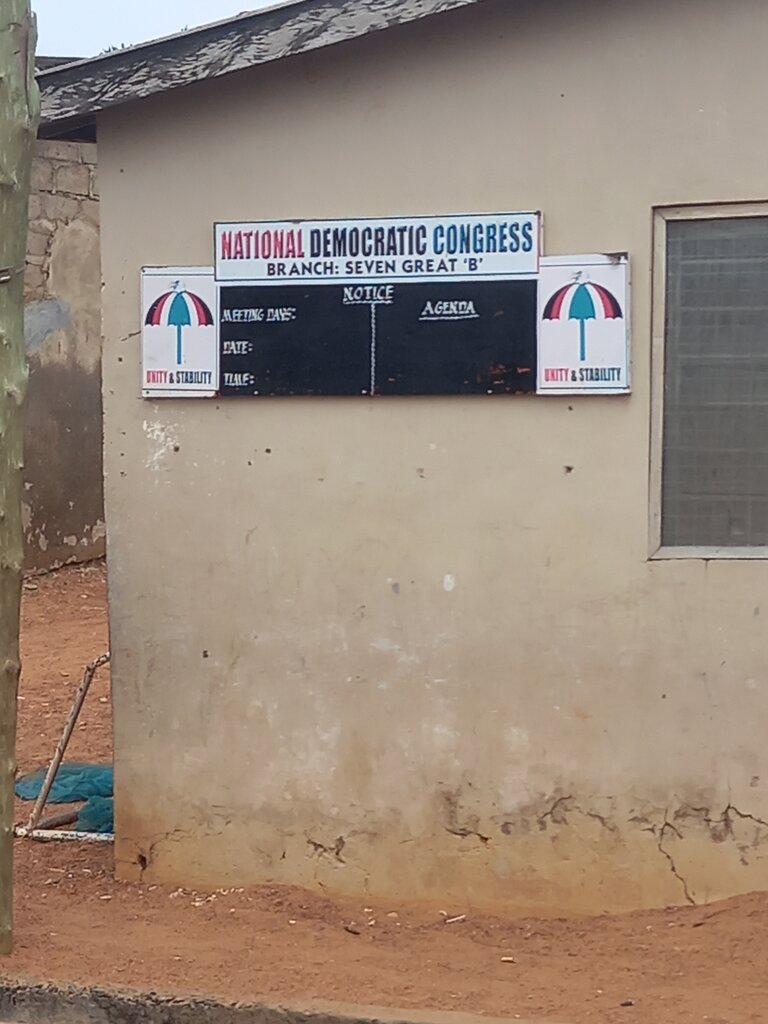 NATIONAL DEMOCRATIC CONGRESS
BRANCH: SEVEN GREAT 'B'
NOTICE
MEETING DAYS:
AGENDA
DATE:
TIME:
UNITY & STABILITY
UNITY & STABILITY